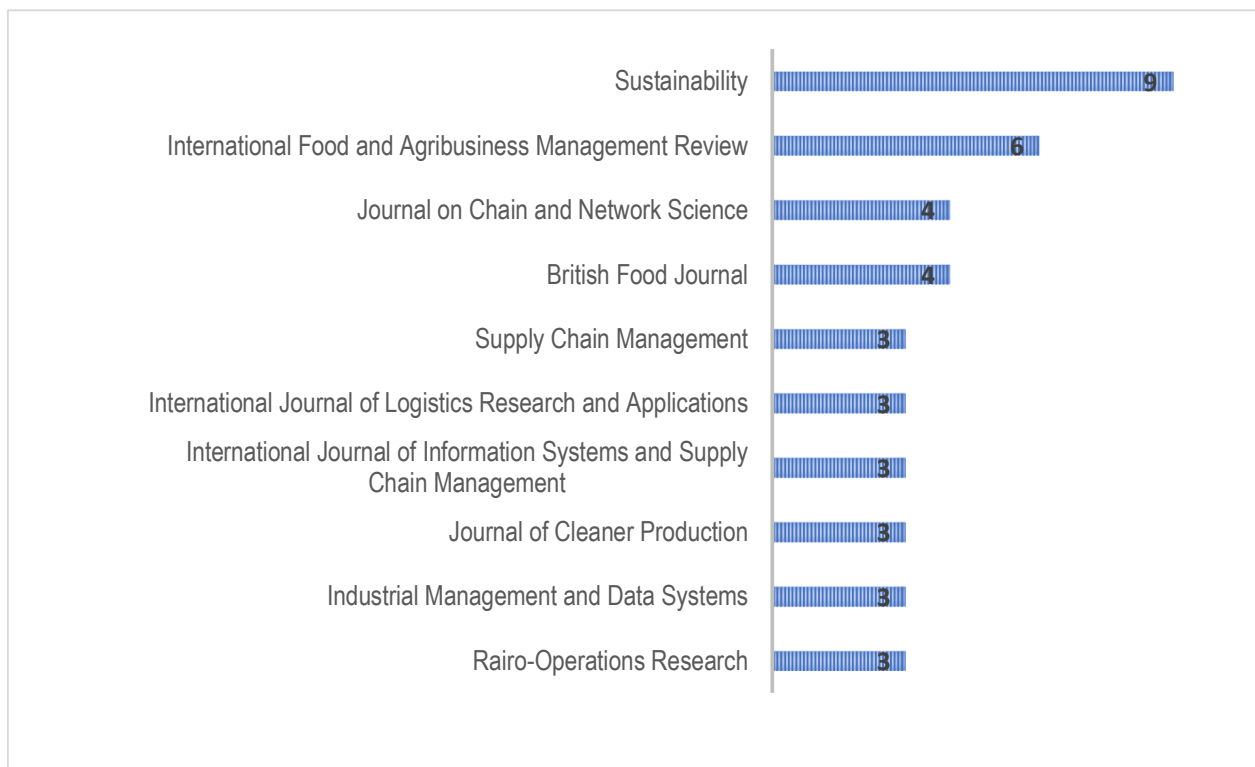 Sustainability 9
International Food and Agribusiness Management Review 6
Journal on Chain and Network Science 4
British Food Journal 4
Supply Chain Management 3
International Journal of Logistics Research and Applications 3
International Journal of Information Systems and Supply
Chain Management 3
Journal of Cleaner Production 3
Industrial Management and Data Systems 3
Rairo-Operations Research 3